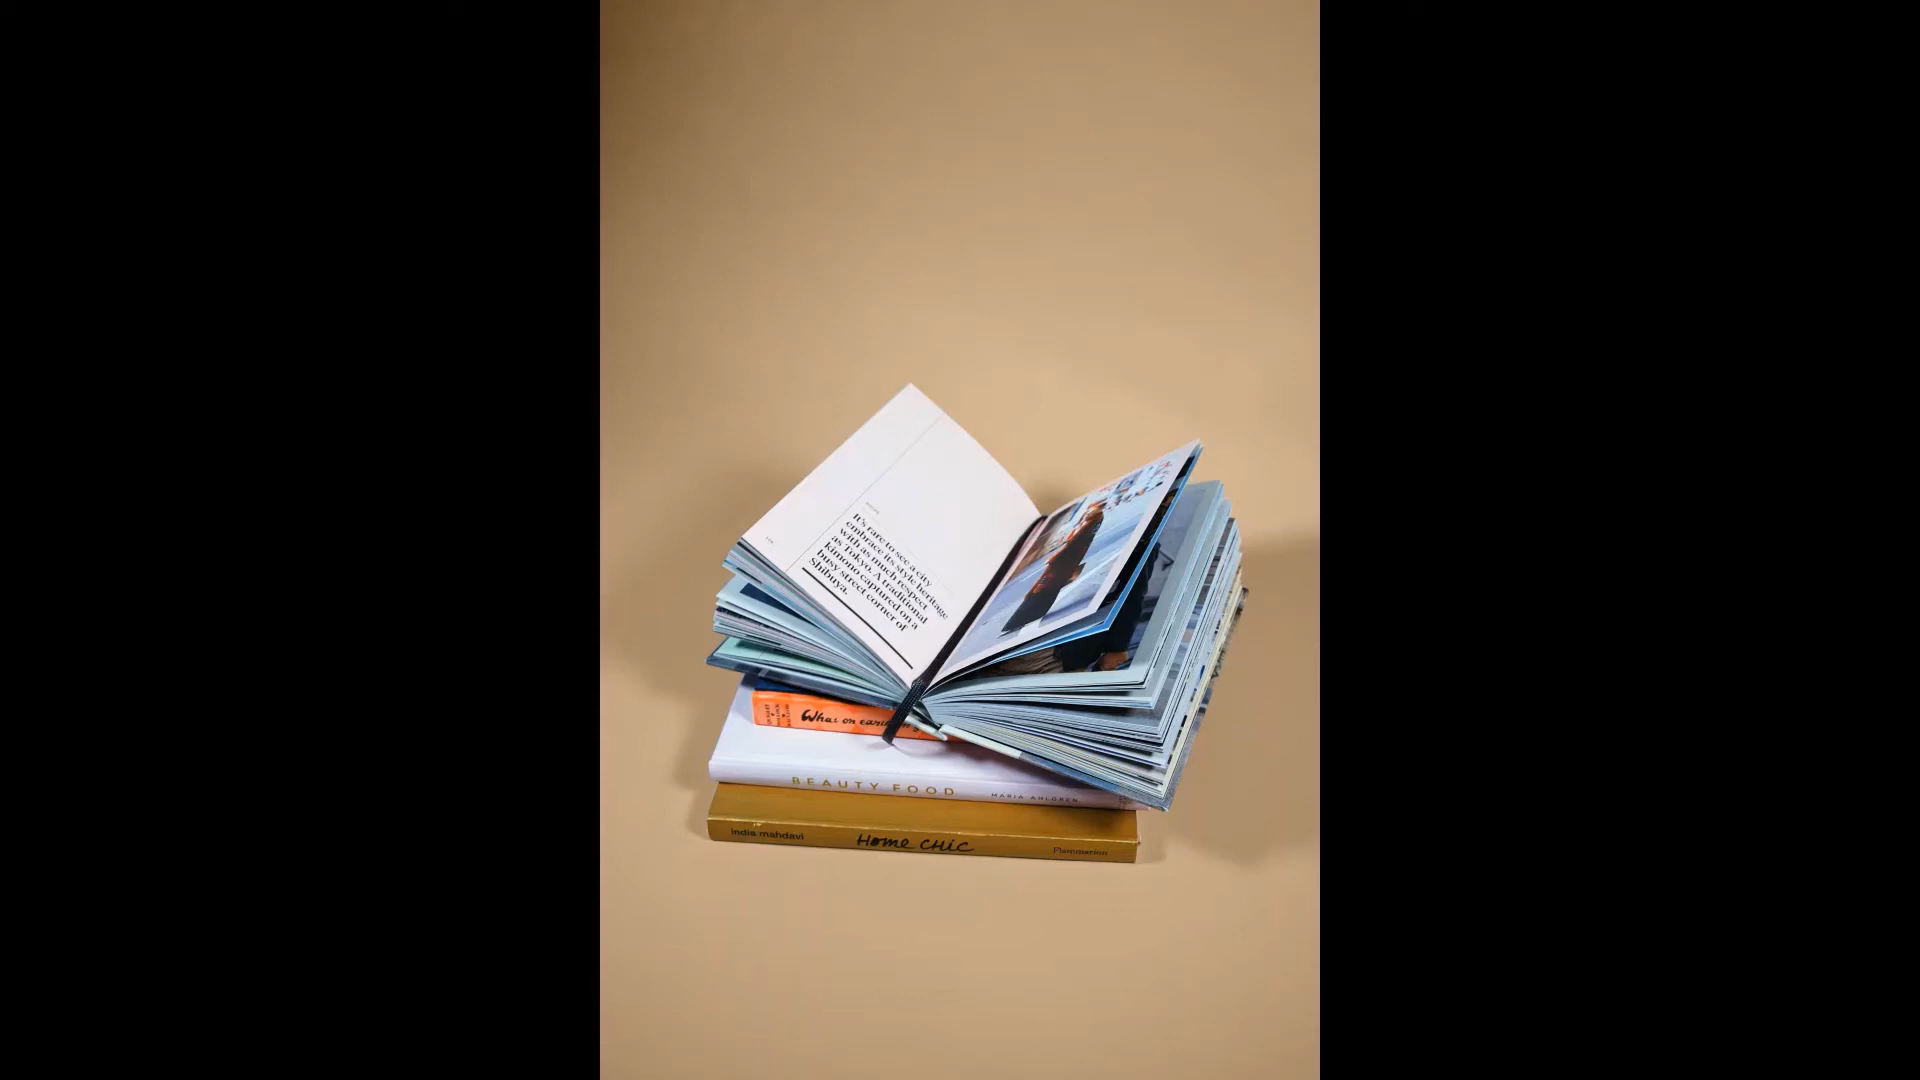 It's rare to see a city
embrace its style heritage
with as much respect
as Tokyo. A traditional
kimono captured on a
busy street corner of
Shibuya.
What on ear
BEAUTY FOOD
MARIA AHLGREN
india mahdavi
Home CHIC
Flammarion